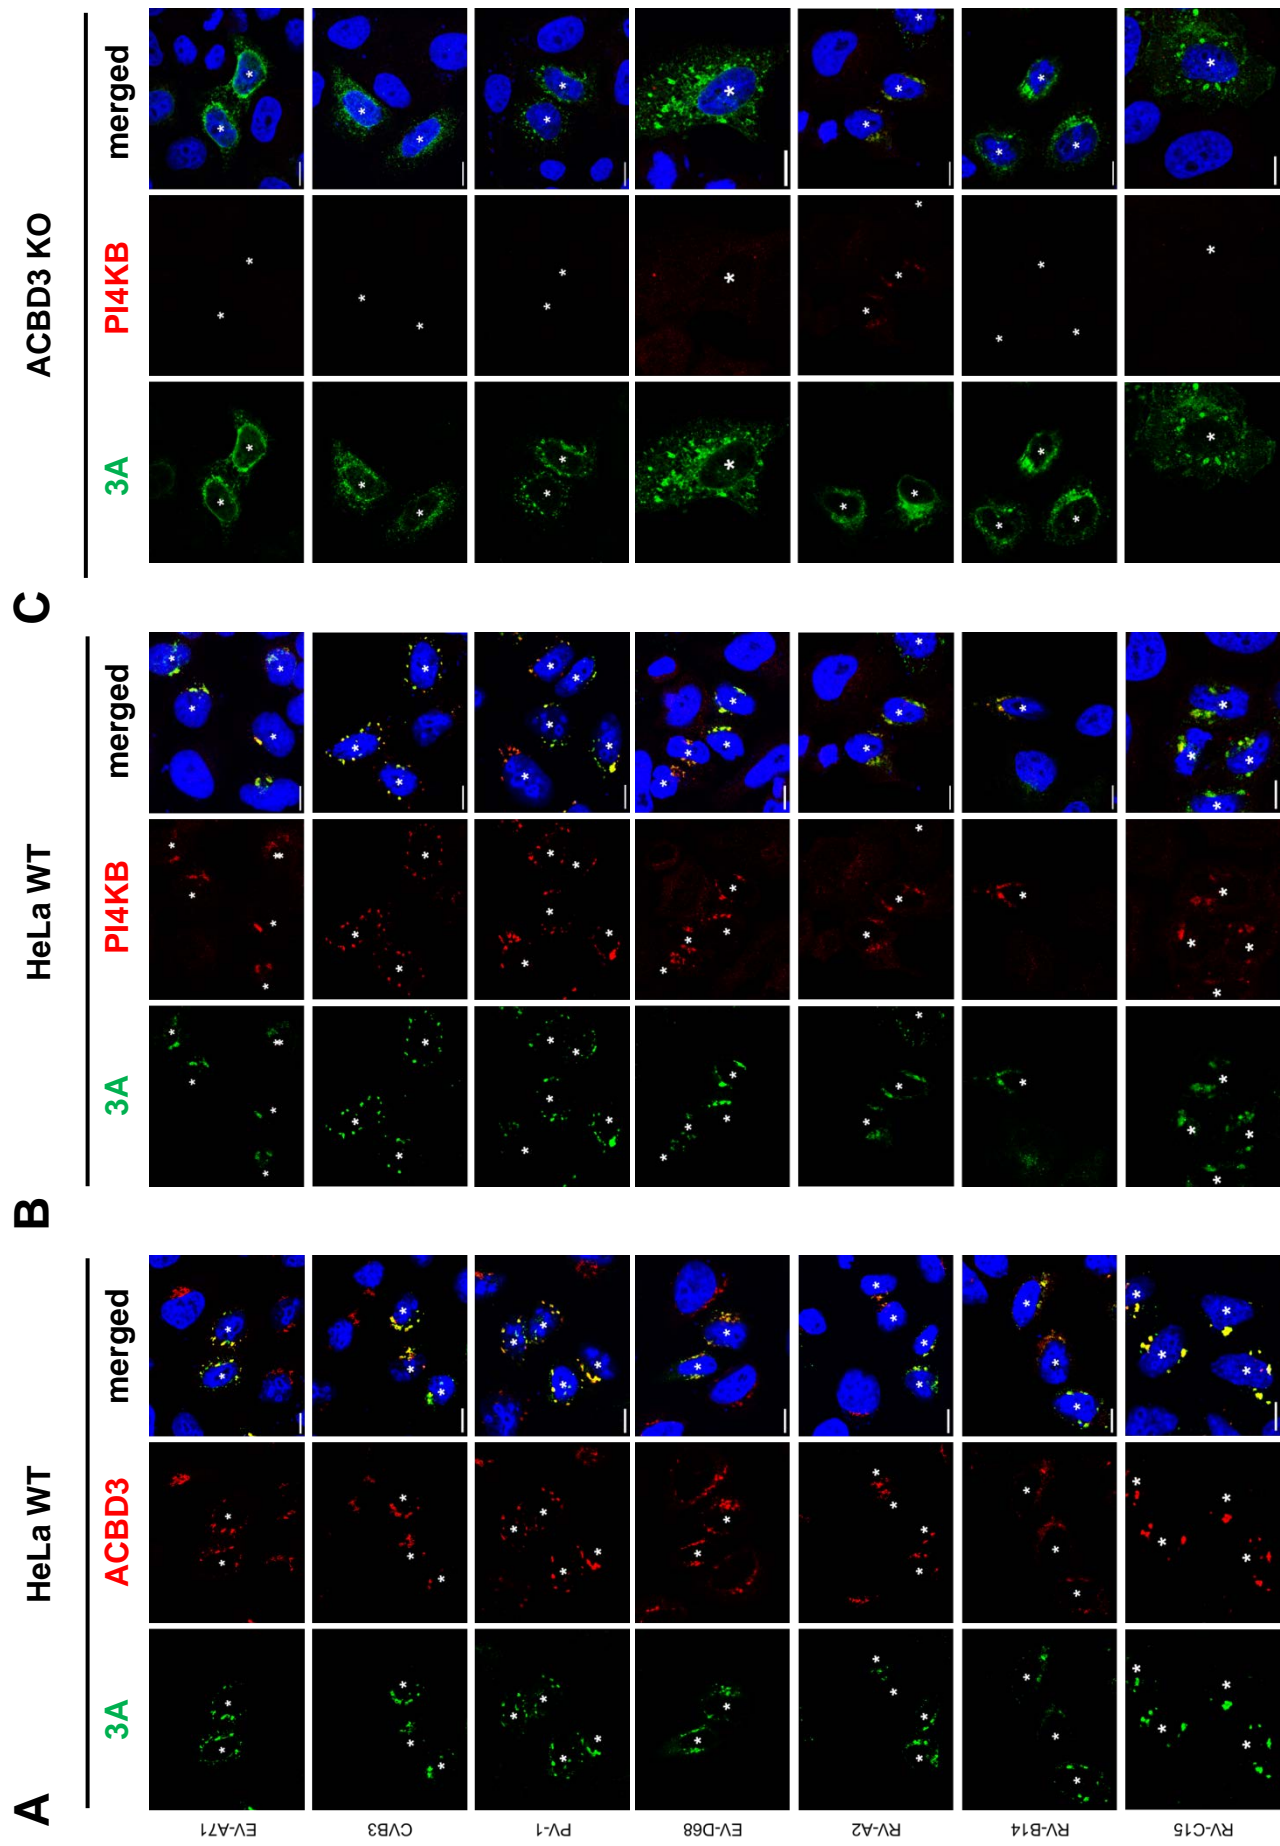 A
HeLa WT
3A
ACBD3
merged
B
HeLa WT
3A
PI4KB
merged
C
ACBD3 KO
3A
PI4KB
merged
EV-A71
CVB3
PV-1
EV-D68
RV-A2
RV-B14
RV-C15